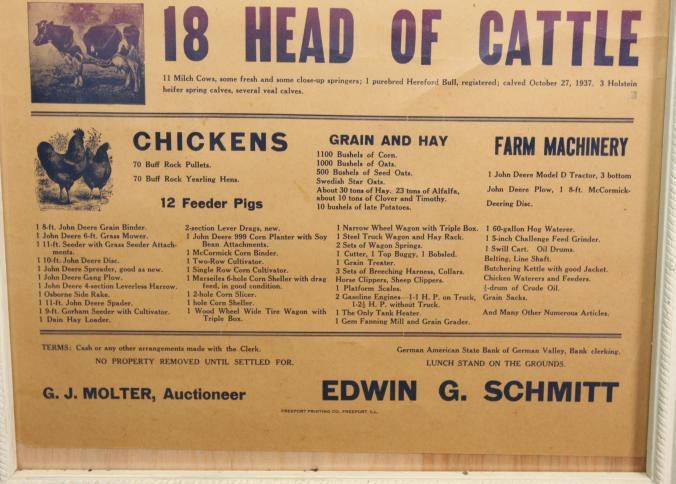 18 HEAD OF CATTLE
11 Milch Cows, some fresh and some close-up springers; 1 purebred Hereford Bull, registered; calved October 27, 1937. 3 Holstein
heifer spring calves, several veal calves.
CHICKENS
70 Buff Rock Pullets.
70 Buff Rock Yearling Hens.
12 Feeder Pigs
GRAIN AND HAY
1100 Bushels of Corn.
1000 Bushels of Oats.
500 Bushels of Seed Oats.
Swedish Star Oats.
About 30 tons of Hay. 23 tons of Alfalfa,
about 10 tons of Clover and Timothy.
10 bushels of late Potatoes.
FARM MACHINERY
1 John Deere Model D Tractor, 3 bottom
John Deere Plow, 1 8-ft. McCormick-
Deering Disc.
1 8-ft. John Deere Grain Binder.
1 John Deere 6-ft. Grass Mower.
1 11-ft. Seeder with Grass Seeder Attach-
ments.
1 10-ft. John Deere Disc.
1 John Deere Spreader, good as new.
1 John Deere Gang Plow.
1 John Deere 4-section Leverless Harrow.
1 Osborne Side Rake.
1 11-ft. John Deere Spader.
1 9-ft. Gorham Seeder with Cultivator.
1 Dain Hay Loader.
2-section Lever Drags, new.
1 John Deere 999 Corn Planter with Soy
Bean Attachments.
1 McCormick Corn Binder.
1 Two-Row Cultivator.
1 Single Row Corn Cultivator.
1 Marseiles 6-hole Corn Sheller with drag
feed, in good condition.
1 2-hole Corn Slicer.
1 hole Corn Sheller.
1 Wood Wheel Wide Tire Wagon with
Triple Box.
1 Narrow Wheel Wagon with Triple Box.
1 Steel Truck Wagon and Hay Rack.
2 Sets of Wagon Springs.
1 Cutter, 1 Top Buggy, 1 Bobsled.
1 Grain Treater.
3 Sets of Breeching Harness, Collars.
Horse Clippers, Sheep Clippers.
1 Platform Scales.
2 Gasoline Engines—1-1 H. P. on Truck,
1-2½ H. P. without Truck.
1 The Only Tank Heater.
1 Gem Fanning Mill and Grain Grader.
1 60-gallon Hog Waterer.
1 5-inch Challenge Feed Grinder.
1 Swill Cart. Oil Drums.
Belting, Line Shaft.
Butchering Kettle with good Jacket.
Chicken Waterers and Feeders.
drum of Crude Oil.
Grain Sacks.
And Many Other Numerous Articles.
TERMS: Cash or any other arrangements made with the Clerk.
NO PROPERTY REMOVED UNTIL SETTLED FOR.
German American State Bank of German Valley, Bank clerking.
LUNCH STAND ON THE GROUNDS.
G. J. MOLTER, Auctioneer
EDWIN G. SCHMITT
FREEPORT PRINTING CO., FREEPORT, ILL.